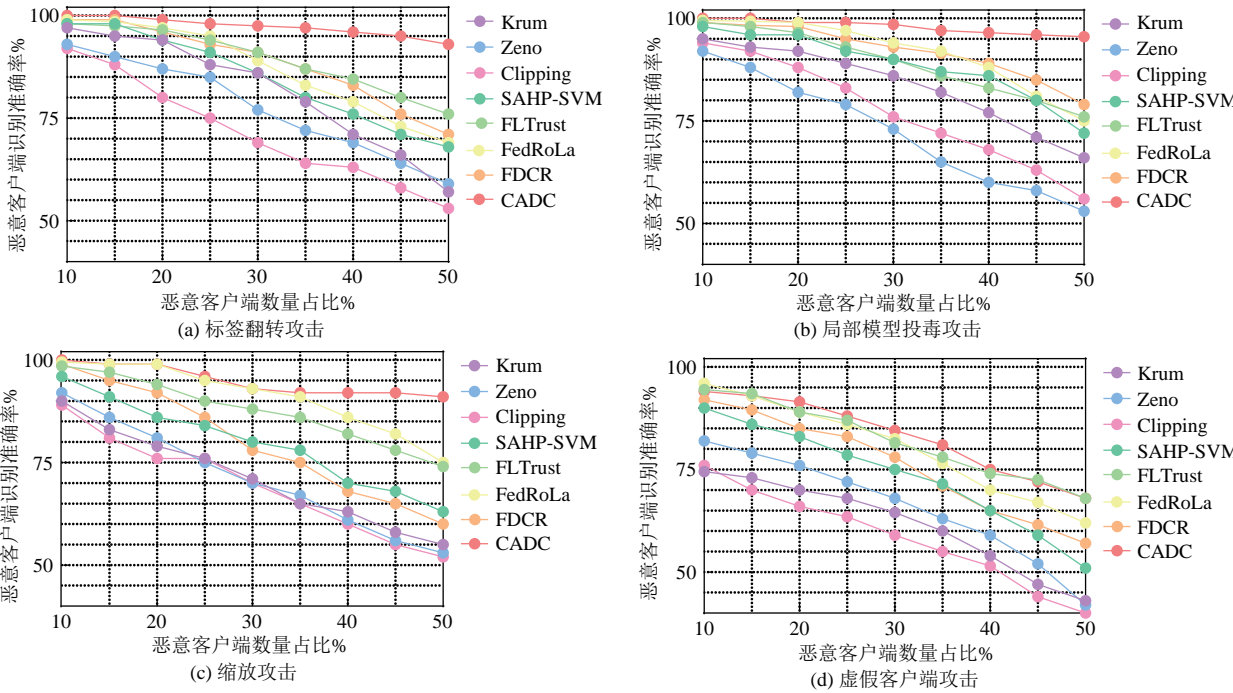 恶意客户端识别准确率%
100
75
50
10
20
30
40
50
恶意客户端数量占比%
(a) 标签翻转攻击
Krum
Zeno
Clipping
SAHP-SVM
FLTrust
FedRoLa
FDCR
CADC
恶意客户端识别准确率%
100
75
50
10
20
30
40
50
恶意客户端数量占比%
(b) 局部模型投毒攻击
Krum
Zeno
Clipping
SAHP-SVM
FLTrust
FedRoLa
FDCR
CADC
恶意客户端识别准确率%
100
75
50
10
20
30
40
50
恶意客户端数量占比%
(c) 缩放攻击
Krum
Zeno
Clipping
SAHP-SVM
FLTrust
FedRoLa
FDCR
CADC
恶意客户端识别准确率%
100
75
50
10
20
30
40
50
恶意客户端数量占比%
(d) 虚假客户端攻击
Krum
Zeno
Clipping
SAHP-SVM
FLTrust
FedRoLa
FDCR
CADC